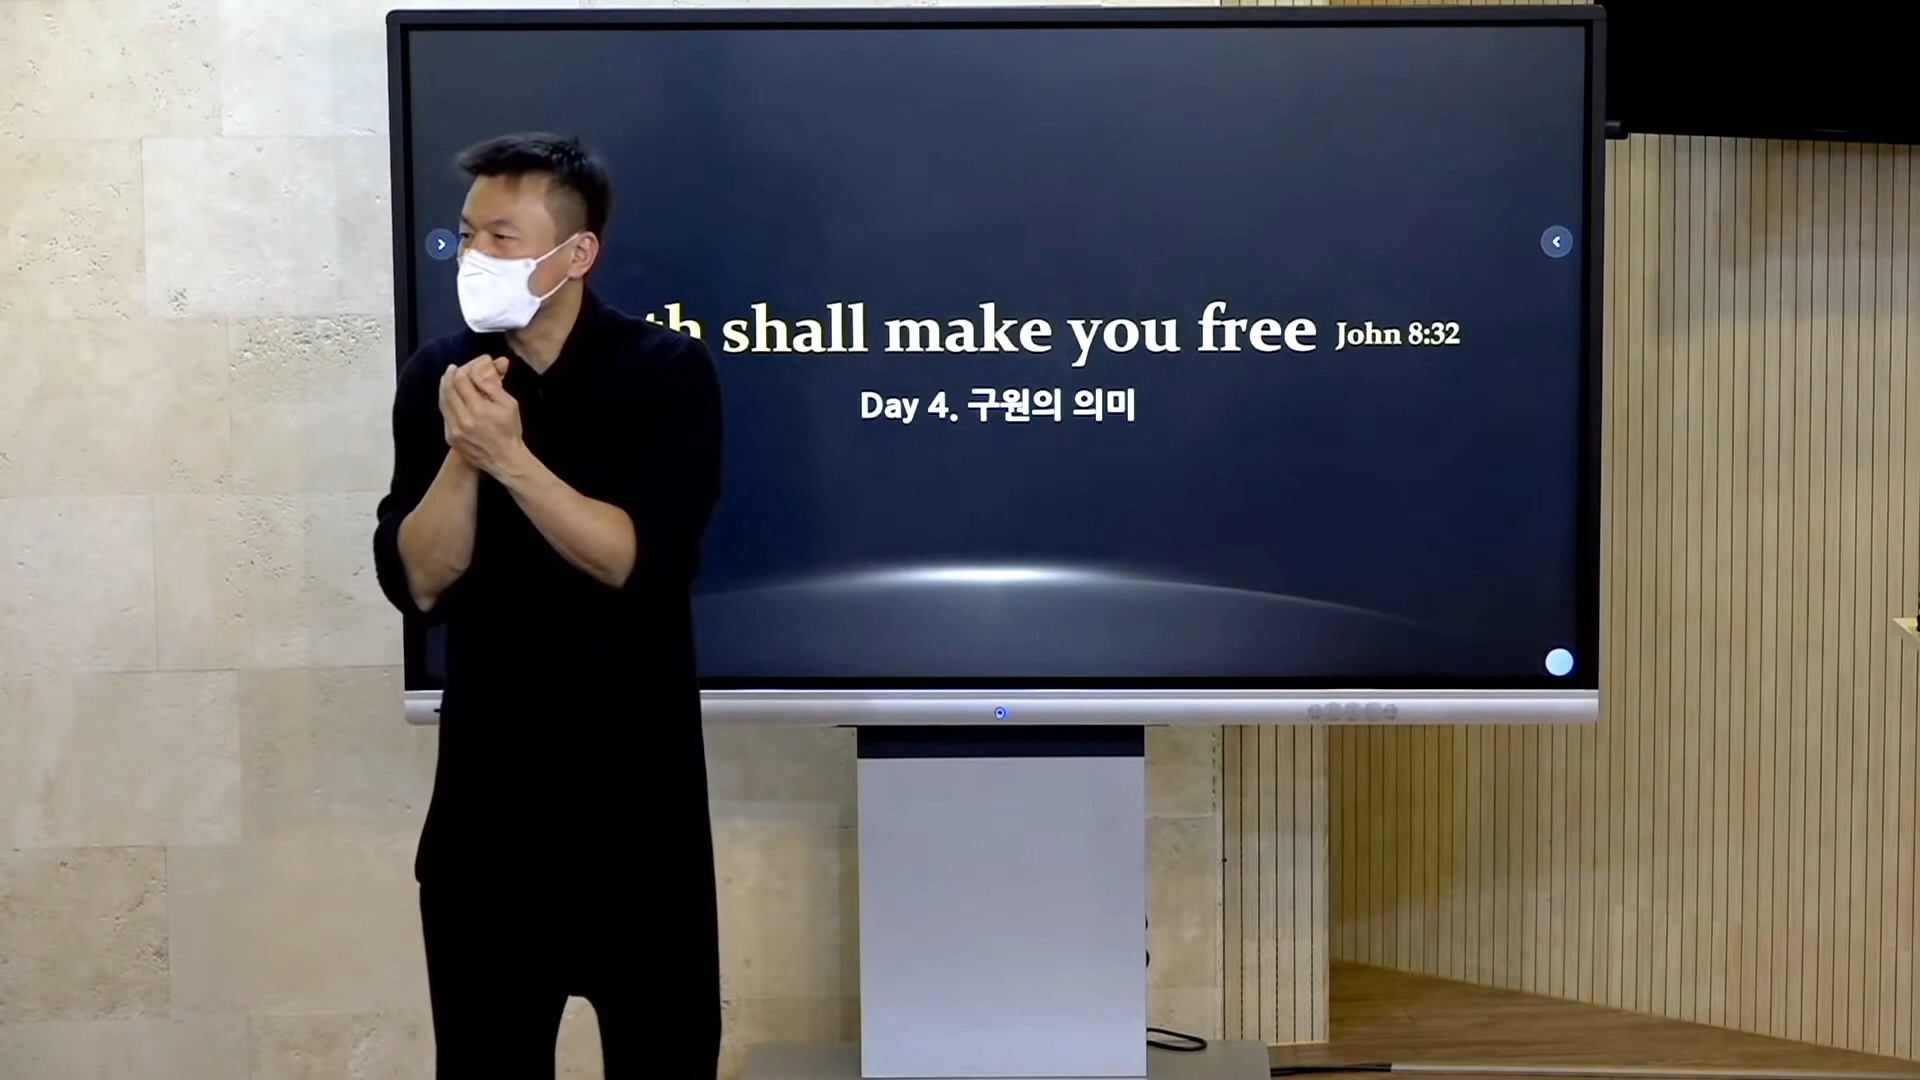 shall make you free John 8:32
Day 4. 구원의 의미